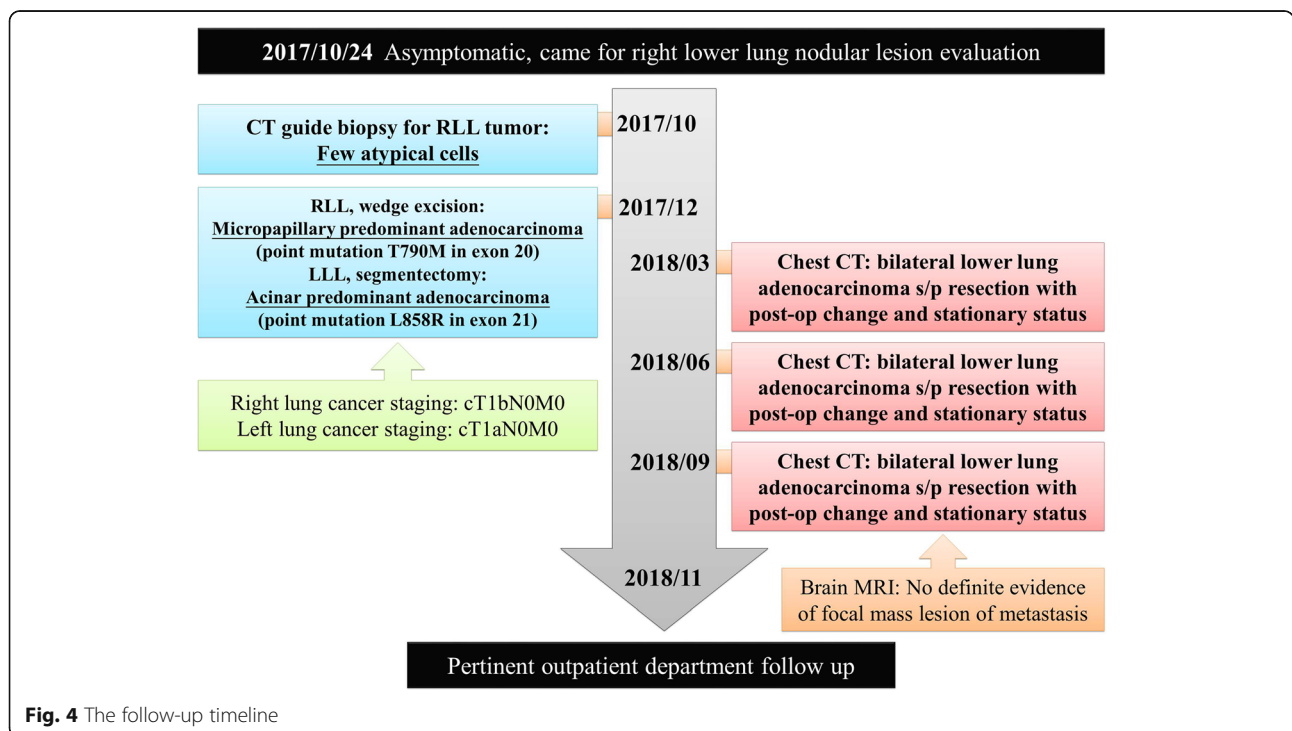 2017/10/24 Asymptomatic, came for right lower lung nodular lesion evaluation
CT guide biopsy for RLL tumor:
Few atypical cells
2017/10
RLL, wedge excision:
Micropapillary predominant adenocarcinoma
(point mutation T790M in exon 20)
LLL, segmentectomy:
Acinar predominant adenocarcinoma
(point mutation L858R in exon 21)
2017/12
Right lung cancer staging: cT1bN0M0
Left lung cancer staging: cT1aN0M0
2018/03
Chest CT: bilateral lower lung
adenocarcinoma s/p resection with
post-op change and stationary status
2018/06
Chest CT: bilateral lower lung
adenocarcinoma s/p resection with
post-op change and stationary status
2018/09
Chest CT: bilateral lower lung
adenocarcinoma s/p resection with
post-op change and stationary status
2018/11
Brain MRI: No definite evidence
of focal mass lesion of metastasis
Pertinent outpatient department follow up
Fig. 4 The follow-up timeline